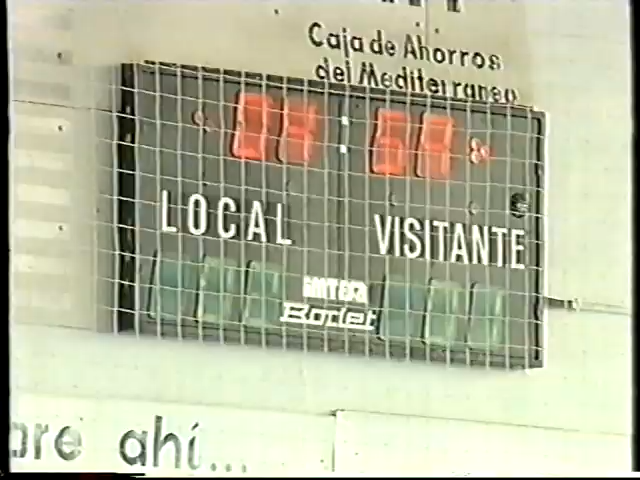 Caja de Ahorros
del Mediterraneo
LOCAL
VISITANTE
Bodet
ahí...